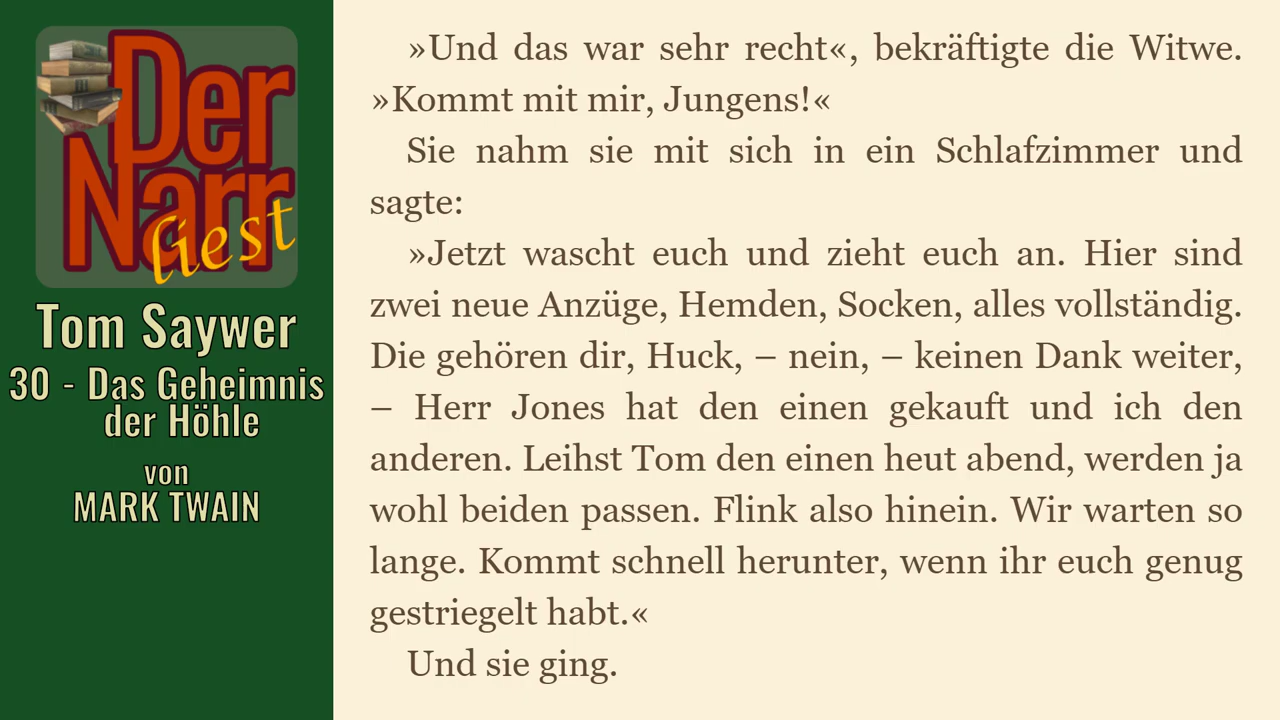 Der
Narr
liest
Tom Saywer
30 - Das Geheimnis
der Höhle
von
MARK TWAIN
»Und das war sehr recht«, bekräftigte die Witwe.
»Kommt mit mir, Jungens!«
Sie nahm sie mit sich in ein Schlafzimmer und
sagte:
»Jetzt wascht euch und zieht euch an. Hier sind
zwei neue Anzüge, Hemden, Socken, alles vollständig.
Die gehören dir, Huck, – nein, – keinen Dank weiter,
– Herr Jones hat den einen gekauft und ich den
anderen. Leihst Tom den einen heut abend, werden ja
wohl beiden passen. Flink also hinein. Wir warten so
lange. Kommt schnell herunter, wenn ihr euch genug
gestriegelt habt.«
Und sie ging.